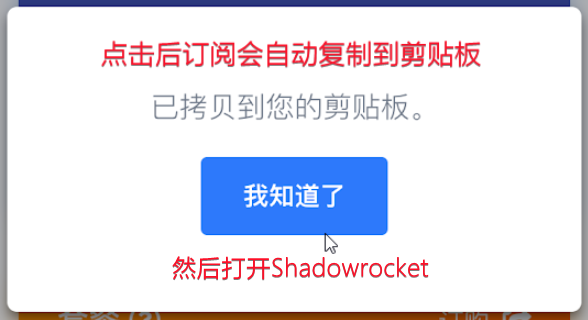 点击后订阅会自动复制到剪贴板
已拷贝到您的剪贴板。
我知道了
然后打开Shadowrocket
订购